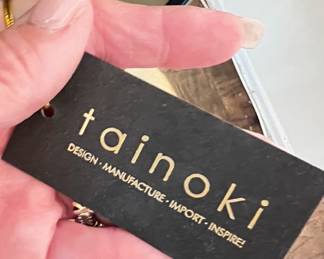 tainoki
DESIGN · MANUFACTURE · IMPORT · INSPIRE!